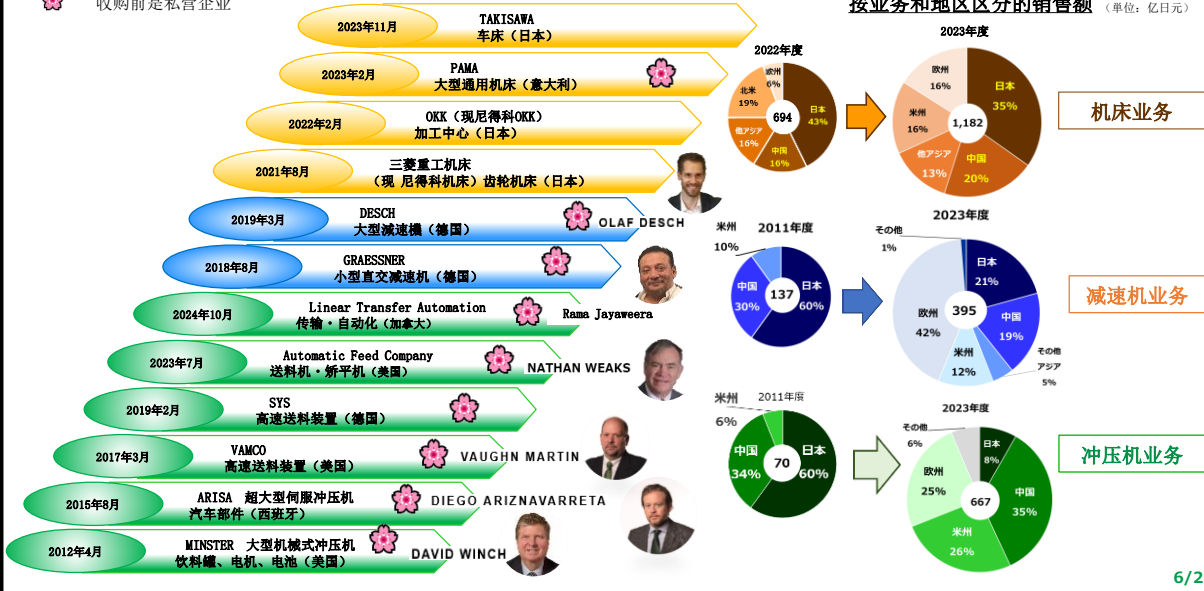 收购前是私营企业
按业务和地区区分的销售额 （単位：亿日元）
2023年11月
TAKISAWA
车床（日本）
2023年2月
PAMA
大型通用机床（意大利）
2022年2月
OKK（现尼得科OKK）
加工中心（日本）
2021年8月
三菱重工机床
（现 尼得科机床）齿轮机床（日本）
2019年3月
DESCH
大型減速機（德国）
OLAF DESCH
2018年8月
GRAESSNER
小型直交减速机（德国）
2024年10月
Linear Transfer Automation
传输・自动化（加拿大）
Rama Jayaweera
2023年7月
Automatic Feed Company
送料机・矫平机（美国）
NATHAN WEAKS
2019年2月
SYS
高速送料装置（德国）
2017年3月
VAMCO
高速送料装置（美国）
VAUGHN MARTIN
2015年8月
ARISA 超大型伺服冲压机
汽车部件（西班牙）
DIEGO ARIZNAVARRETA
2012年4月
MINSTER 大型机械式冲压机
饮料罐、电机、电池（美国）
DAVID WINCH
2022年度
欧州
6%
北米
19%
日本
43%
694
他アジア
16%
中国
16%
2023年度
欧州
16%
日本
35%
米州
16%
1,182
他アジア
13%
中国
20%
机床业务
2011年度
米州
10%
中国
30%
137
日本
60%
2023年度
その他
1%
日本
21%
欧州
42%
395
中国
19%
米州
12%
その他
アジア
5%
减速机业务
2011年度
米州
6%
中国
34%
70
日本
60%
2023年度
その他
6%
日本
8%
欧州
25%
667
中国
35%
米州
26%
冲压机业务
6/2